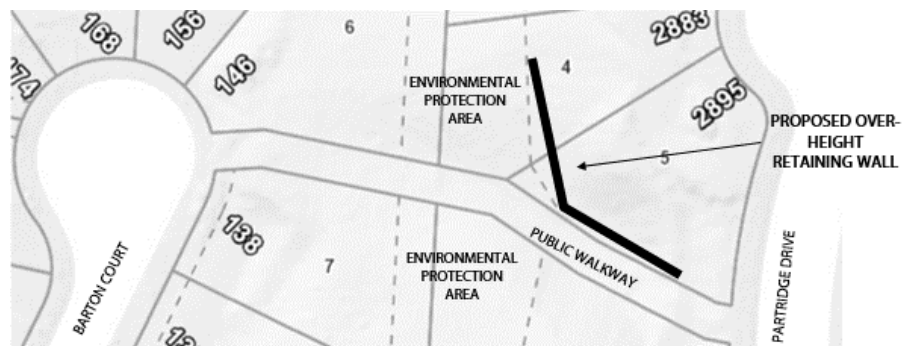 168
156
174
146
6
2883
4
ENVIRONMENTAL
PROTECTION
AREA
2895
PROPOSED OVER-
HEIGHT
RETAINING WALL
5
138
7
ENVIRONMENTAL
PROTECTION
AREA
PUBLIC WALKWAY
BARTON COURT
PARTRIDGE DRIVE